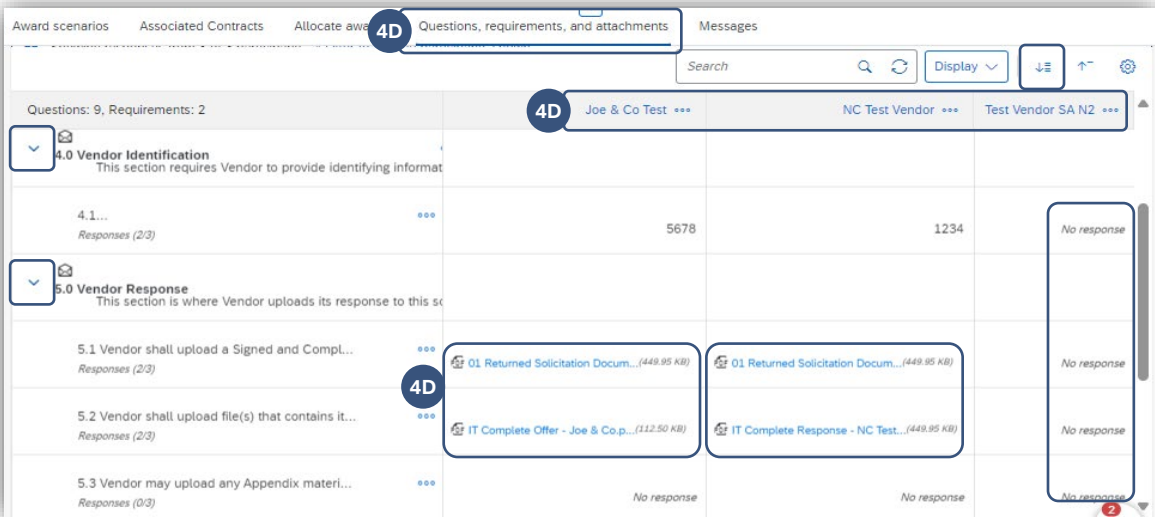 Award scenarios Associated Contracts Allocate awa 4D Questions, requirements, and attachments Messages
Search Display
Questions: 9, Requirements: 2 4D Joe & Co Test NC Test Vendor Test Vendor SA N2
4.0 Vendor Identification
This section requires Vendor to provide identifying informat
4.1...
Responses (2/3) 5678 1234 No response
5.0 Vendor Response
This section is where Vendor uploads its response to this so
5.1 Vendor shall upload a Signed and Compl...
01 Returned Solicitation Docum...(449.95 KB) 01 Returned Solicitation Docum...(449.95 KB) No response
Responses (2/3)
4D
5.2 Vendor shall upload file(s) that contains it...
IT Complete Offer - Joe & Co.p...(112.50 KB) IT Complete Response - NC Test...(449.95 KB) No response
Responses (2/3)
5.3 Vendor may upload any Appendix materi...
Responses (0/3) No response No response No response
2